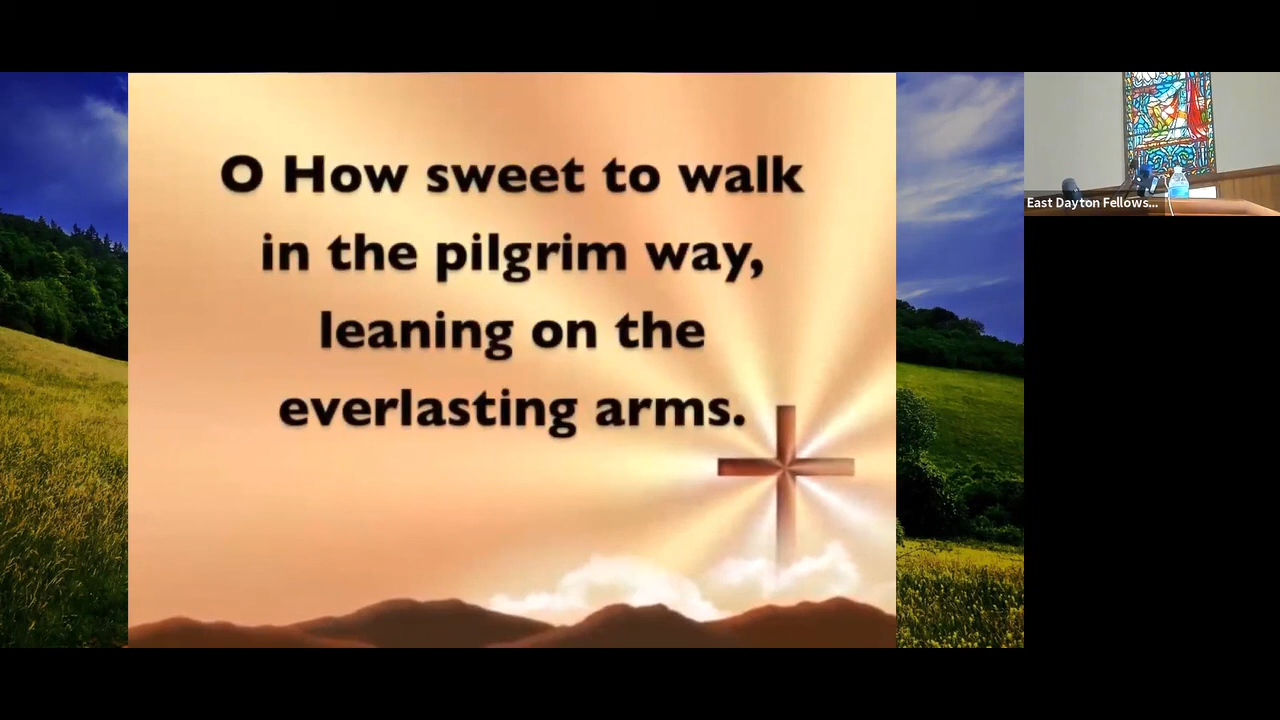 O How sweet to walk
in the pilgrim way,
leaning on the
everlasting arms.
East Dayton Fellows...